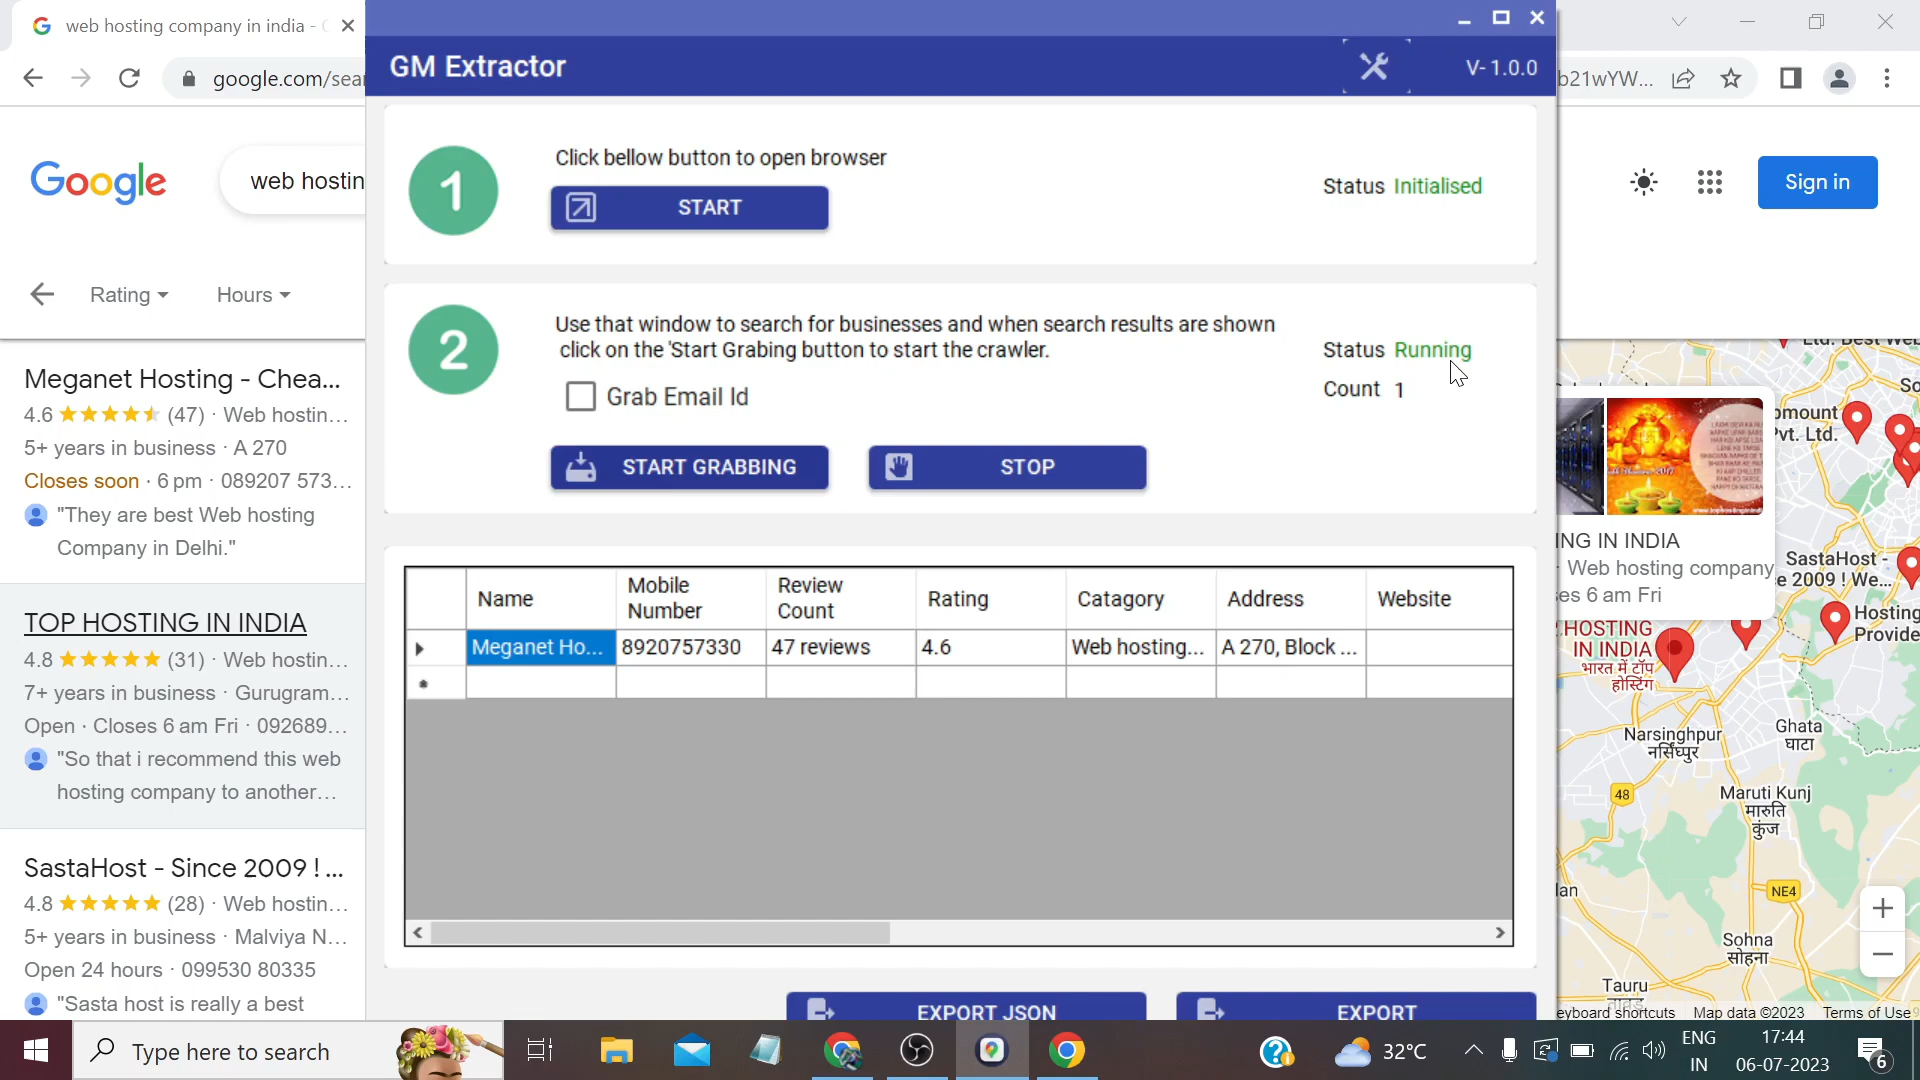 web hosting company in india -
google.com/sea
b21wYW...
GM Extractor
V- 1.0.0
Google
web hostin
Sign in
Rating
Hours
1
Click bellow button to open browser
START
Status Initialised
2
Use that window to search for businesses and when search results are shown
click on the 'Start Grabing button to start the crawler.
Grab Email Id
Status Running
Count 1
START GRABBING
STOP
Name
Mobile
Number
Review
Count
Rating
Catagory
Address
Website
Meganet Ho...
8920757330
47 reviews
4.6
Web hosting...
A 270, Block ...
EXPORT JSON
EXPORT
Meganet Hosting - Chea...
4.6
(47) · Web hostin...
5+ years in business · A 270
Closes soon · 6 pm · 089207 573...
"They are best Web hosting
Company in Delhi."
TOP HOSTING IN INDIA
4.8
(31) · Web hostin...
7+ years in business · Gurugram...
Open · Closes 6 am Fri · 092689...
"So that i recommend this web
hosting company to another...
SastaHost - Since 2009 ! ...
4.8
(28) · Web hostin...
5+ years in business · Malviya N...
Open 24 hours · 099530 80335
"Sasta host is really a best
Ltd. Best Web
So
omount
Pvt. Ltd.
ING IN INDIA
· Web hosting company
es 6 am Fri
SastaHost -
e 2009 ! We...
Hosting
Provide
HOSTING
IN INDIA
भारत में टॉप
होस्टिंग
Narsinghpur
नरसिंघपुर
Ghata
घाटा
48
Maruti Kunj
मारुति
कुंज
NE4
lan
Sohna
सोहना
Tauru
eyboard shortcuts
Map data ©2023
Terms of Use
Type here to search
32°C
ENG
IN
17:44
06-07-2023
6